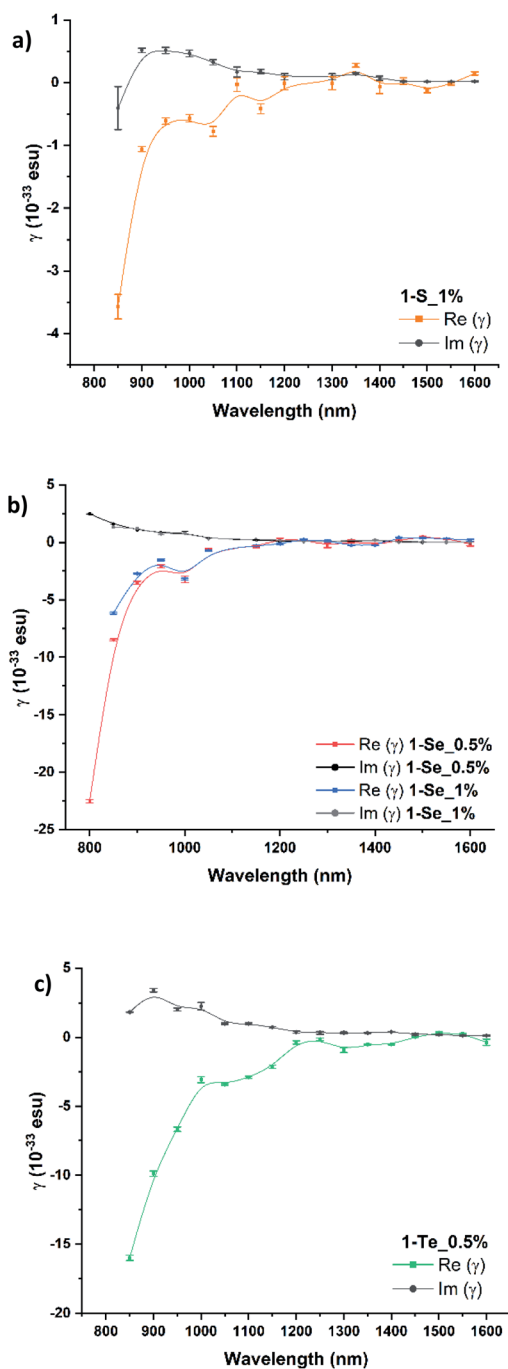 a)
1
0
-1
-2
-3
-4
γ (10⁻³³ esu)
1-S_1%
Re (γ)
Im (γ)
800 900 1000 1100 1200 1300 1400 1500 1600
Wavelength (nm)
b)
5
0
-5
-10
-15
-20
-25
γ (10⁻³³ esu)
Re (γ) 1-Se_0.5%
Im (γ) 1-Se_0.5%
Re (γ) 1-Se_1%
Im (γ) 1-Se_1%
800 1000 1200 1400 1600
Wavelength (nm)
c)
5
0
-5
-10
-15
-20
γ (10⁻³³ esu)
1-Te_0.5%
Re (γ)
Im (γ)
800 900 1000 1100 1200 1300 1400 1500 1600
Wavelength (nm)